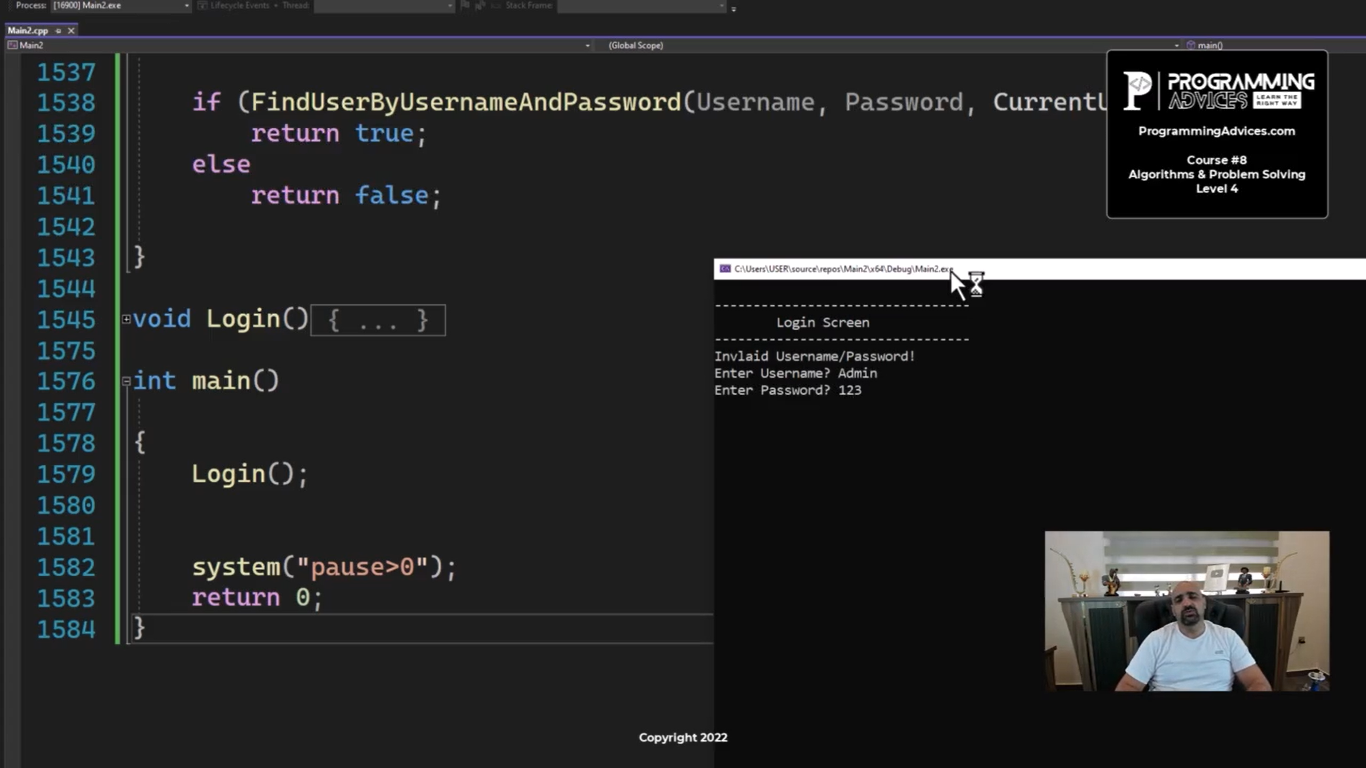 Process: [16900] Main2.exe
Lifecycle Events
Thread:
Stack Frame:
Main2.cpp
Main2
(Global Scope)
main()
1537
1538 if (FindUserByUsernameAndPassword(Username, Password, CurrentU
1539 return true;
1540 else
1541 return false;
1542
1543 }
1545 void Login() { ... }
1575
1576 int main()
1577
1578 {
1579 Login();
1580
1581
1582 system("pause>0");
1583 return 0;
1584 }
P PROGRAMMING
ADVICES LEARN THE
RIGHT WAY
ProgrammingAdvices.com
Course #8
Algorithms & Problem Solving
Level 4
C:\Users\USER\source\repos\Main2\x64\Debug\Main2.exe
---------------------------------
Login Screen
---------------------------------
Invlaid Username/Password!
Enter Username? Admin
Enter Password? 123
Copyright 2022